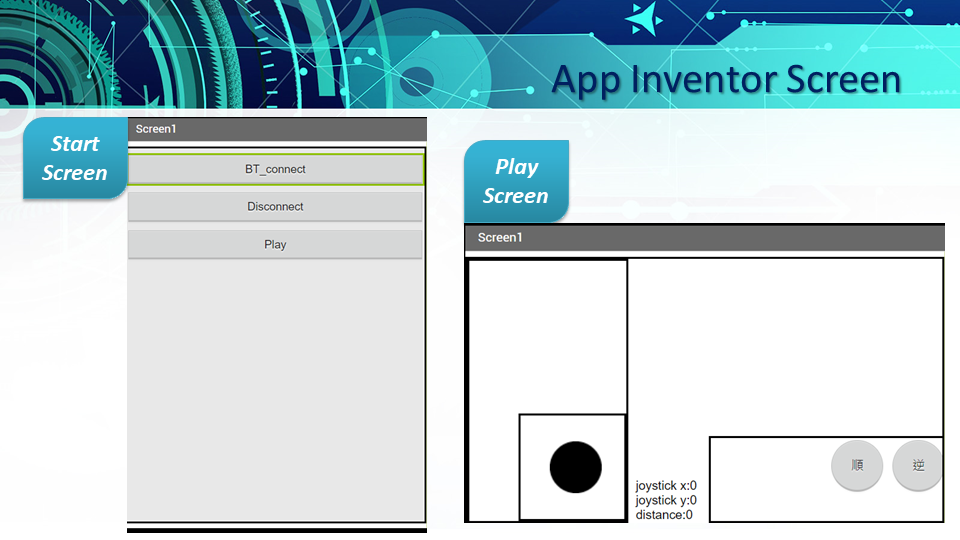 App Inventor Screen
Start
Screen
Screen1
BT_connect
Disconnect
Play
Play
Screen
Screen1
joystick x:0
joystick y:0
distance:0
順
逆